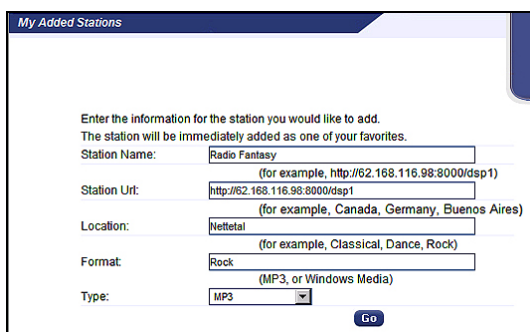 My Added Stations
Enter the information for the station you would like to add.
The station will be immediately added as one of your favorites.
Station Name: Radio Fantasy
(for example, http://62.168.116.98:8000/dsp1)
Station Url: http://62.168.116.98:8000/dsp1
(for example, Canada, Germany, Buenos Aires)
Location: Nettetal
(for example, Classical, Dance, Rock)
Format: Rock
(MP3, or Windows Media)
Type: MP3
Go